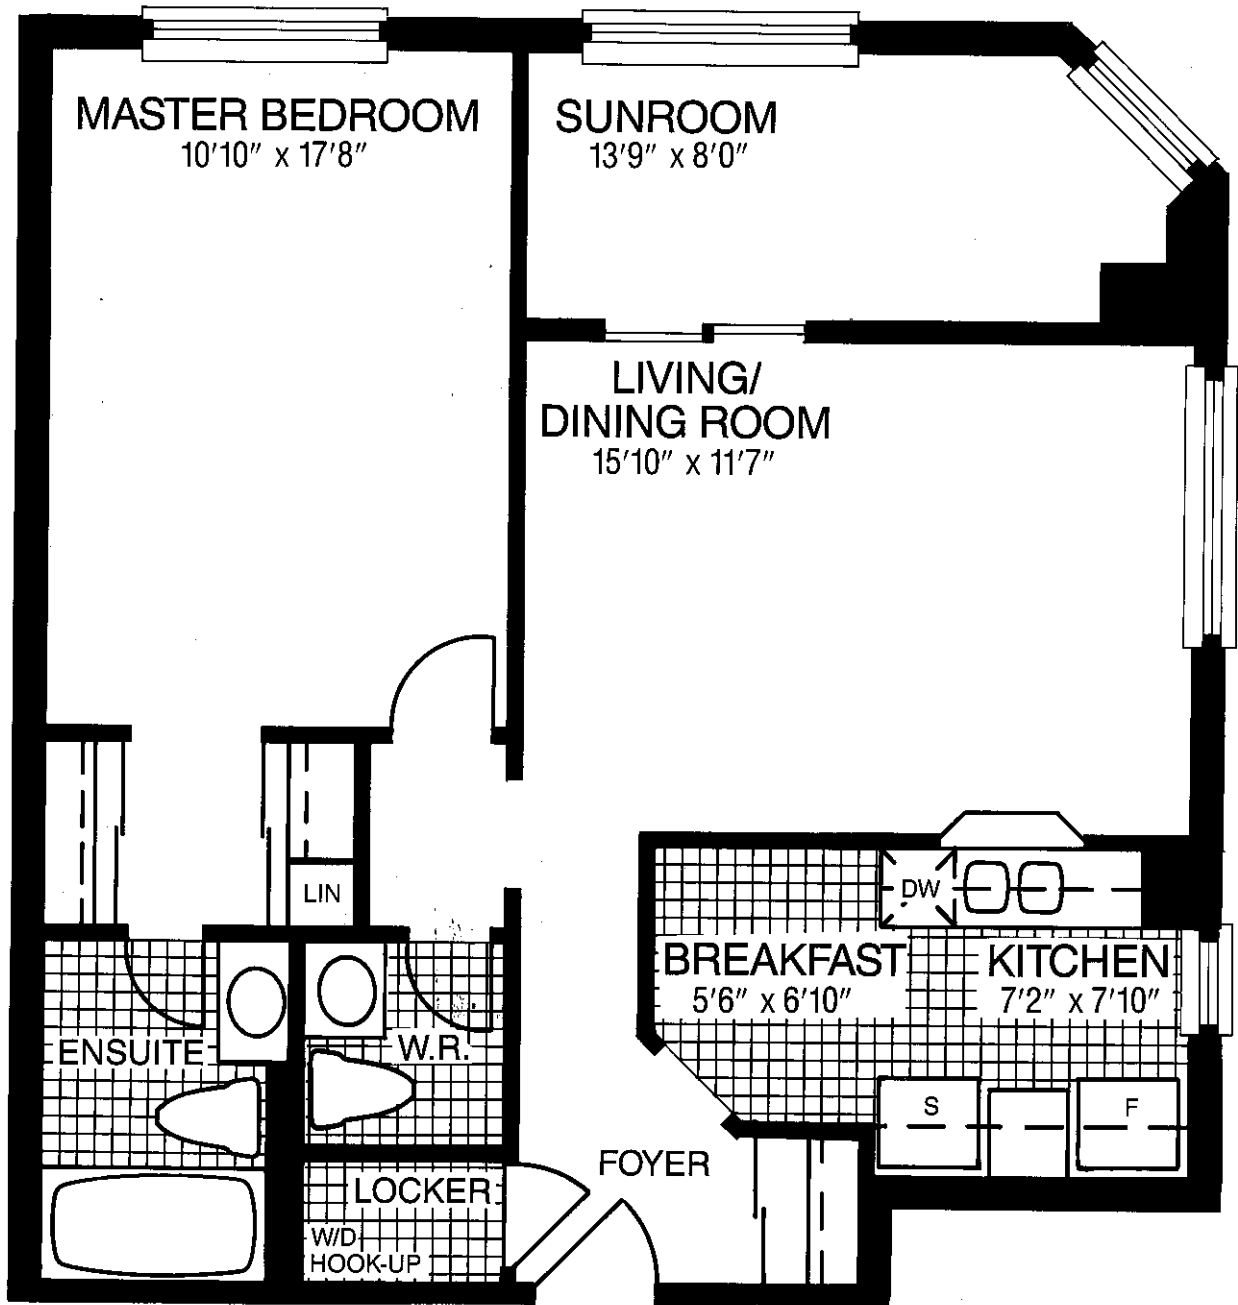 MASTER BEDROOM
10'10" x 17'8"
SUNROOM
13'9" x 8'0"
LIVING/
DINING ROOM
15'10" x 11'7"
LIN
DW
BREAKFAST
5'6" x 6'10"
KITCHEN
7'2" x 7'10"
ENSUITE
W.R.
S
F
FOYER
LOCKER
W/D
HOOK-UP